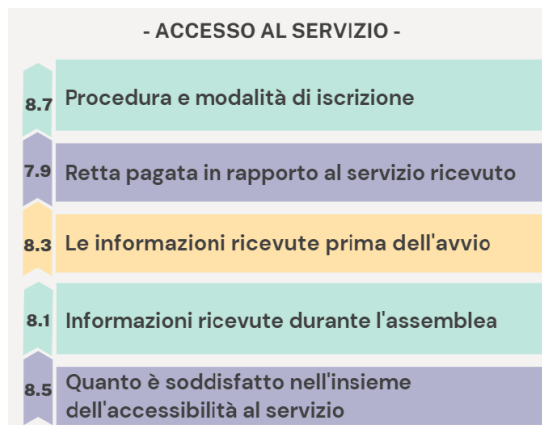 - ACCESSO AL SERVIZIO -
8.7 Procedura e modalità di iscrizione
7.9 Retta pagata in rapporto al servizio ricevuto
8.3 Le informazioni ricevute prima dell'avvio
8.1 Informazioni ricevute durante l'assemblea
8.5 Quanto è soddisfatto nell'insieme
dell'accessibilità al servizio